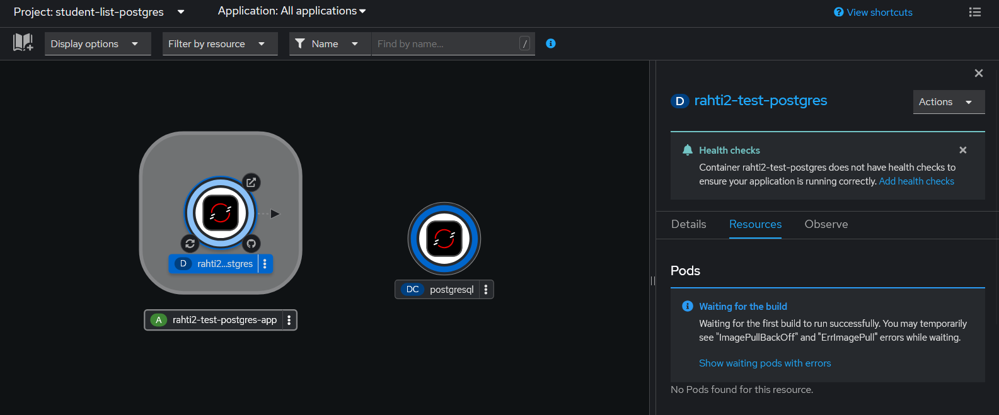 Project: student-list-postgres
Application: All applications
View shortcuts
Display options
Filter by resource
Name
Find by name...
/
rahti2-test-postgres
D
Actions
Health checks
Container rahti2-test-postgres does not have health checks to
ensure your application is running correctly. Add health checks
Details
Resources
Observe
Pods
Waiting for the build
Waiting for the first build to run successfully. You may temporarily
see "ImagePullBackOff" and "ErrImagePull" errors while waiting.
Show waiting pods with errors
No Pods found for this resource.
D rahti2...stgres
A rahti2-test-postgres-app
DC postgresql